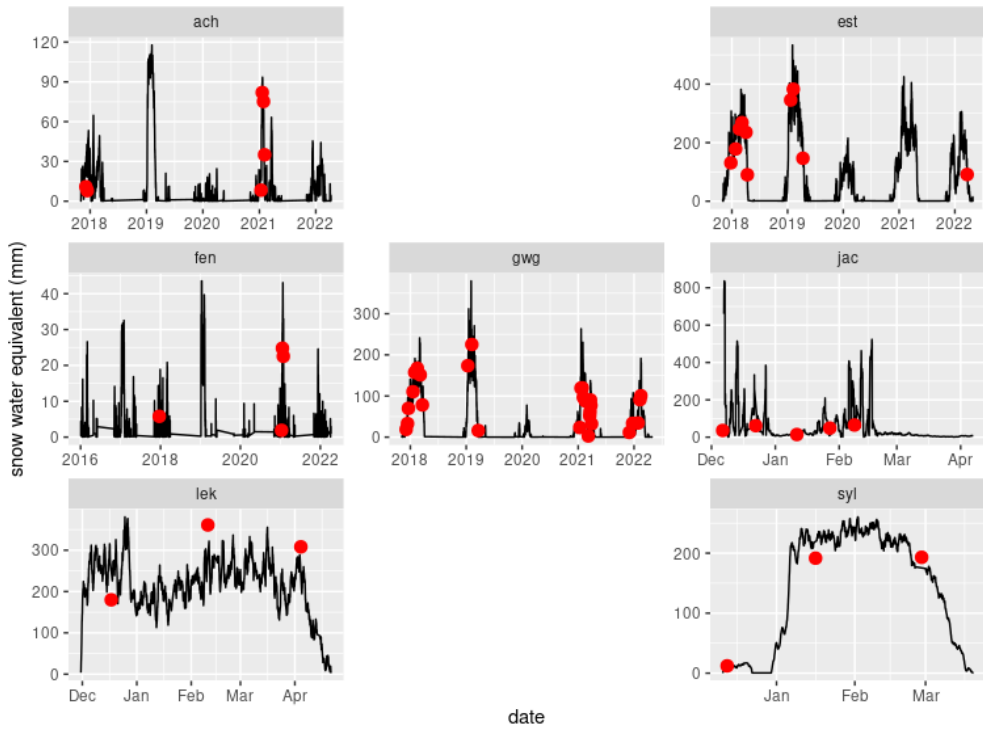 ach
est
120
90
60
30
0
400
200
0
2018 2019 2020 2021 2022
2018 2019 2020 2021 2022
fen
gwg
jac
40
30
20
10
0
300
200
100
0
800
600
400
200
0
2016 2018 2020 2022
2018 2019 2020 2021 2022
Dec Jan Feb Mar Apr
lek
syl
300
200
100
0
200
100
0
Dec Jan Feb Mar Apr
Jan Feb Mar
snow water equivalent (mm)
date